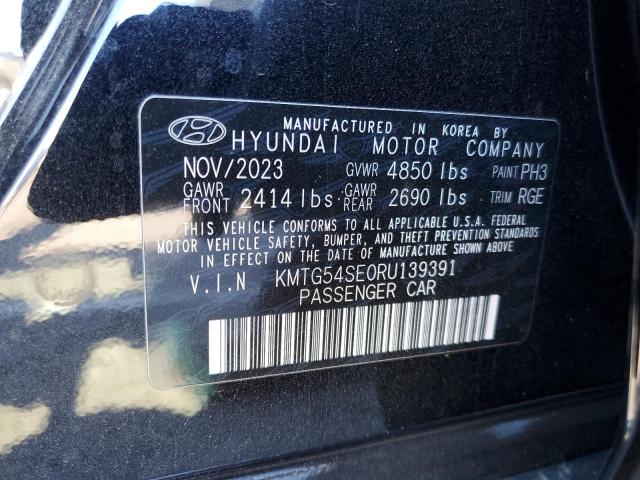 MANUFACTURED IN KOREA BY
HYUNDAI MOTOR COMPANY
NOV/2023 GVWR 4850 lbs PAINT PH3
GAWR FRONT 2414 lbs GAWR REAR 2690 lbs TRIM RGE
THIS VEHICLE CONFORMS TO ALL APPLICABLE U.S.A. FEDERAL
MOTOR VEHICLE SAFETY, BUMPER, AND THEFT PREVENTION STANDARDS
IN EFFECT ON THE DATE OF MANUFACTURE SHOWN ABOVE.
V.I.N KMTG54SE0RU139391
PASSENGER CAR